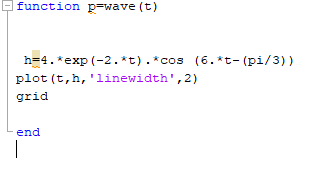 function p=wave(t)
h=4.*exp(-2.*t).*cos (6.*t-(pi/3))
plot(t,h,'linewidth',2)
grid
end